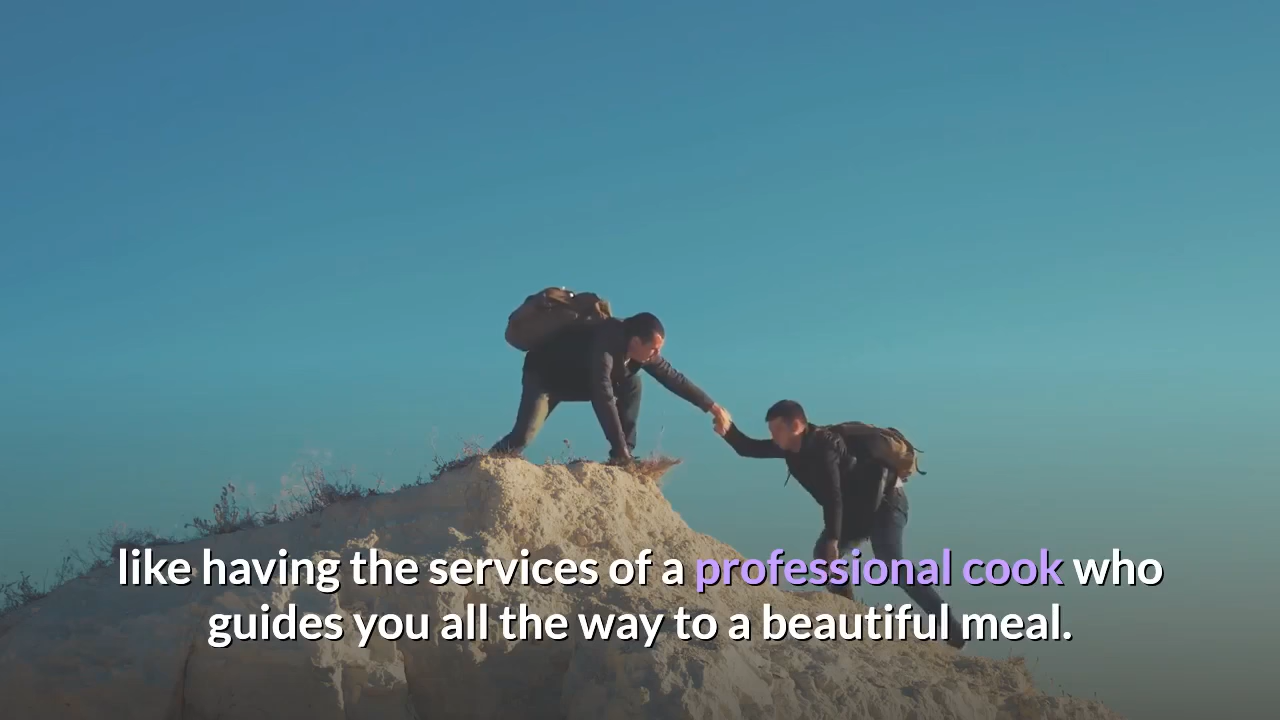 like having the services of a professional cook who
guides you all the way to a beautiful meal.